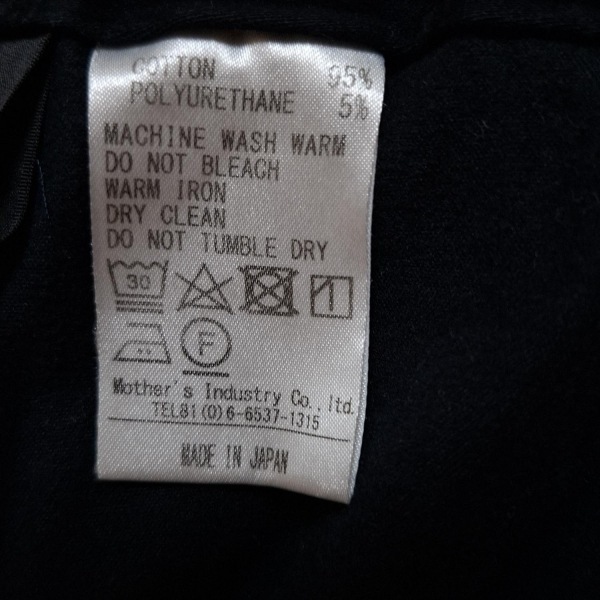 COTTON 95%
POLYURETHANE 5%
MACHINE WASH WARM
DO NOT BLEACH
WARM IRON
DRY CLEAN
DO NOT TUMBLE DRY
30
F
Mother's Industry Co., ltd.
TEL81(0)6-6537-1315
MADE IN JAPAN